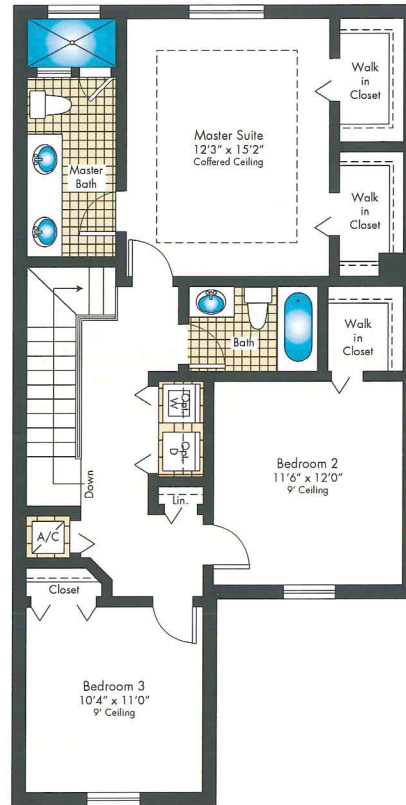 Walk
in
Closet
Master Suite
12'3" x 15'2"
Coffered Ceiling
Master
Bath
Walk
in
Closet
Bath
Walk
in
Closet
Opt.
W
Opt.
D
Down
Lin.
Bedroom 2
11'6" x 12'0"
9' Ceiling
A/C
Closet
Bedroom 3
10'4" x 11'0"
9' Ceiling